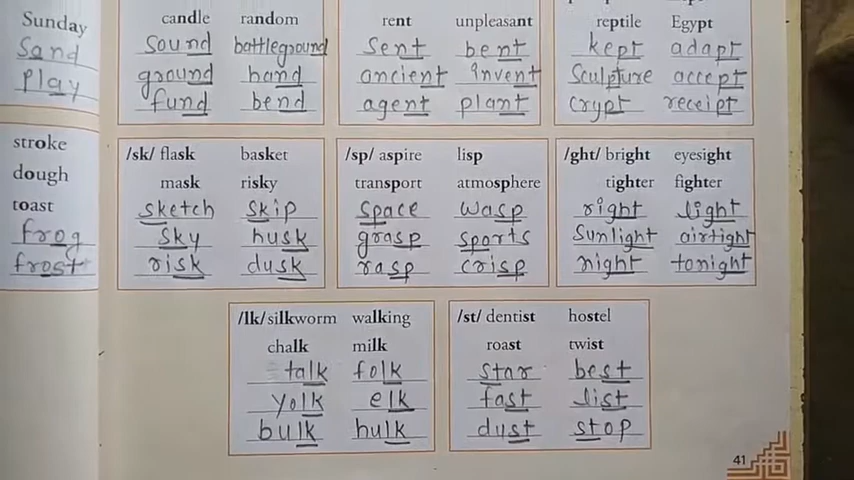 Sunday
Sand
Play
candle random
Sound battleground
ground hand
fund bend
rent unpleasant
Sent bent
ancient invent
agent plant
reptile Egypt
kept adapt
Sculpture accept
crypt receipt
stroke
dough
toast
frog
frost
/sk/ flask basket
mask risky
sketch Skip
Sky husk
risk dusk
/sp/ aspire lisp
transport atmosphere
space wasp
grasp sports
rasp crisp
/ght/ bright eyesight
tighter fighter
right light
Sunlight airtight
night tonight
/lk/ silkworm walking
chalk milk
talk folk
yolk elk
bulk hulk
/st/ dentist hostel
roast twist
star best
fast list
dust stop
41